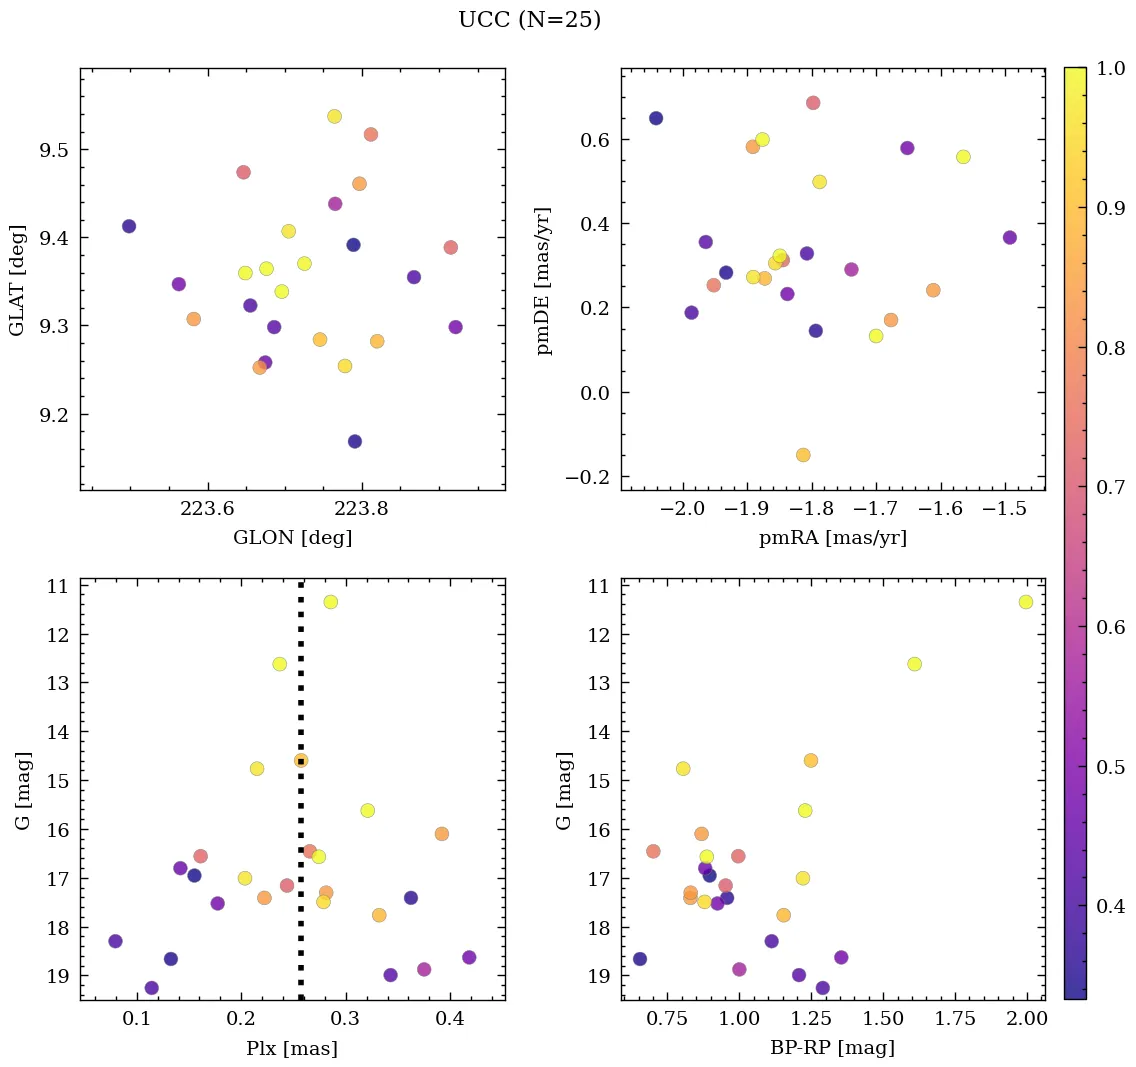 UCC (N=25)
9.5
9.4
9.3
9.2
GLAT [deg]
223.6 223.8
GLON [deg]
0.6
0.4
0.2
0.0
−0.2
pmDE [mas/yr]
−2.0 −1.9 −1.8 −1.7 −1.6 −1.5
pmRA [mas/yr]
11
12
13
14
15
16
17
18
19
G [mag]
0.1 0.2 0.3 0.4
Plx [mas]
11
12
13
14
15
16
17
18
19
G [mag]
0.75 1.00 1.25 1.50 1.75 2.00
BP-RP [mag]
1.0
0.9
0.8
0.7
0.6
0.5
0.4